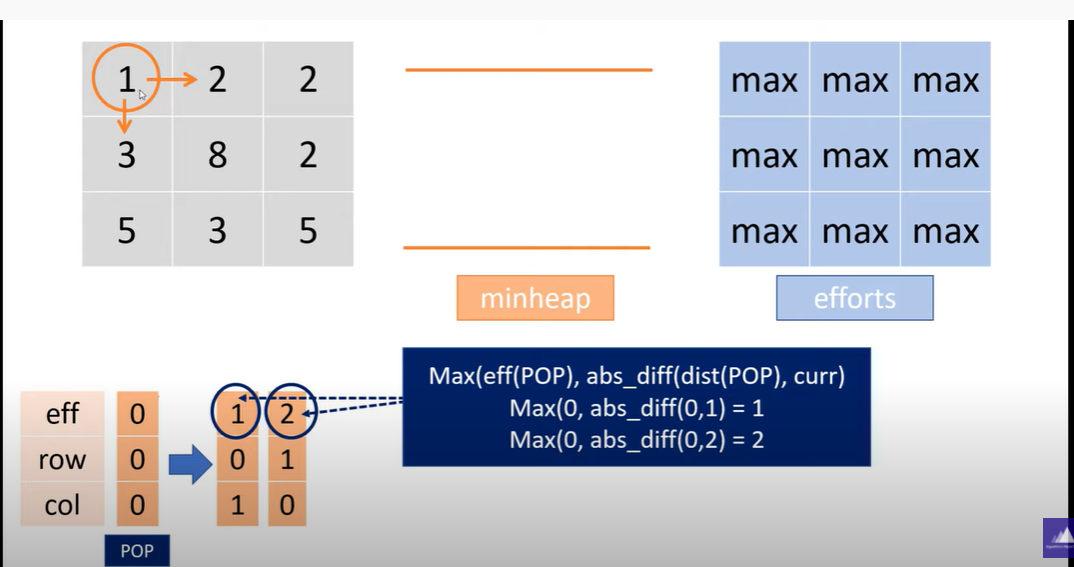 1 2 2
3 8 2
5 3 5
max max max
max max max
max max max
minheap
efforts
Max(eff(POP), abs_diff(dist(POP), curr)
Max(0, abs_diff(0,1) = 1
Max(0, abs_diff(0,2) = 2
eff 0 1 2
row 0 0 1
col 0 1 0
POP